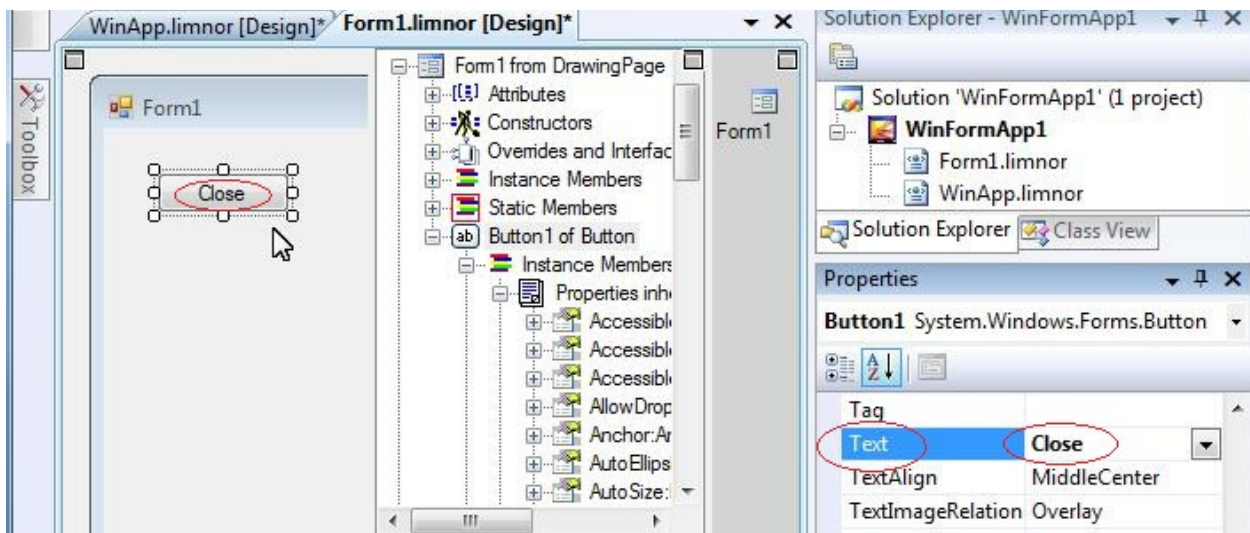 WinApp.limnor [Design]* Form1.limnor [Design]*
Toolbox
Form1
Close
Form1 from DrawingPage
Attributes
Constructors
Overrides and Interfac
Instance Members
Static Members
ab Button1 of Button
Instance Members
Properties inh
Accessibl
Accessibl
Accessibl
AllowDrop
Anchor:Ar
AutoEllips
AutoSize:
Form1
Solution Explorer - WinFormApp1
Solution 'WinFormApp1' (1 project)
WinFormApp1
Form1.limnor
WinApp.limnor
Solution Explorer Class View
Properties
Button1 System.Windows.Forms.Button
Tag
Text Close
TextAlign MiddleCenter
TextImageRelation Overlay